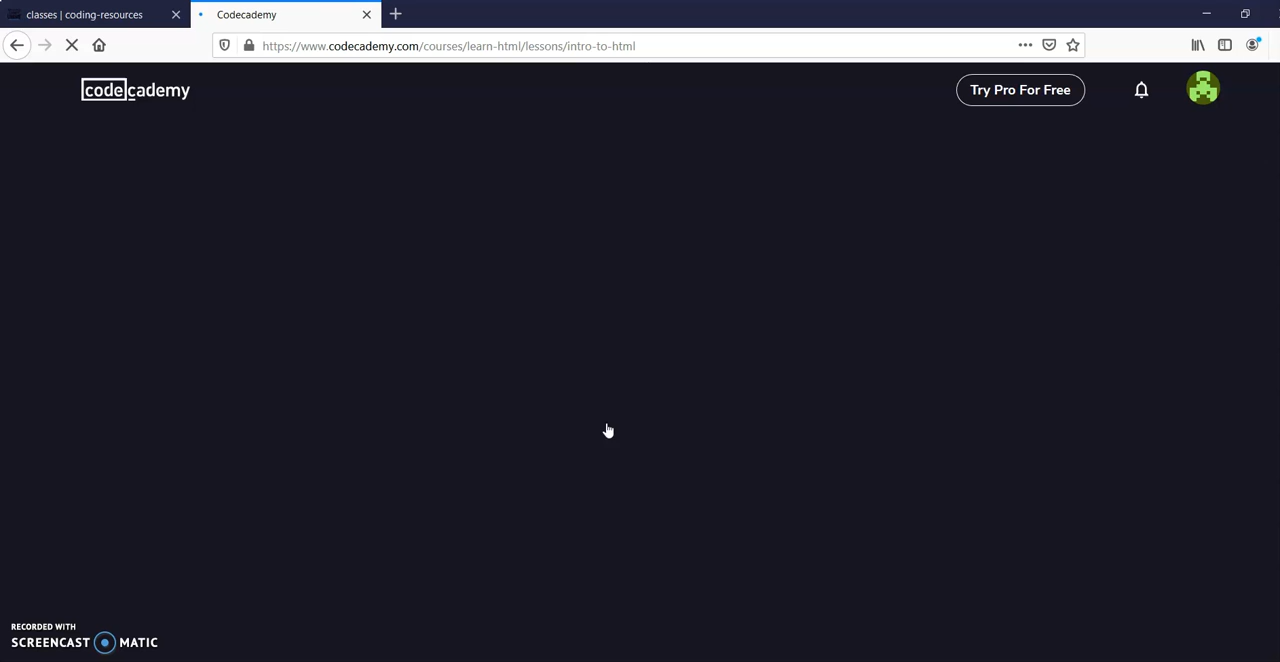 classes | coding-resources
Codecademy
https://www.codecademy.com/courses/learn-html/lessons/intro-to-html
codecademy
Try Pro For Free
RECORDED WITH
SCREENCAST MATIC